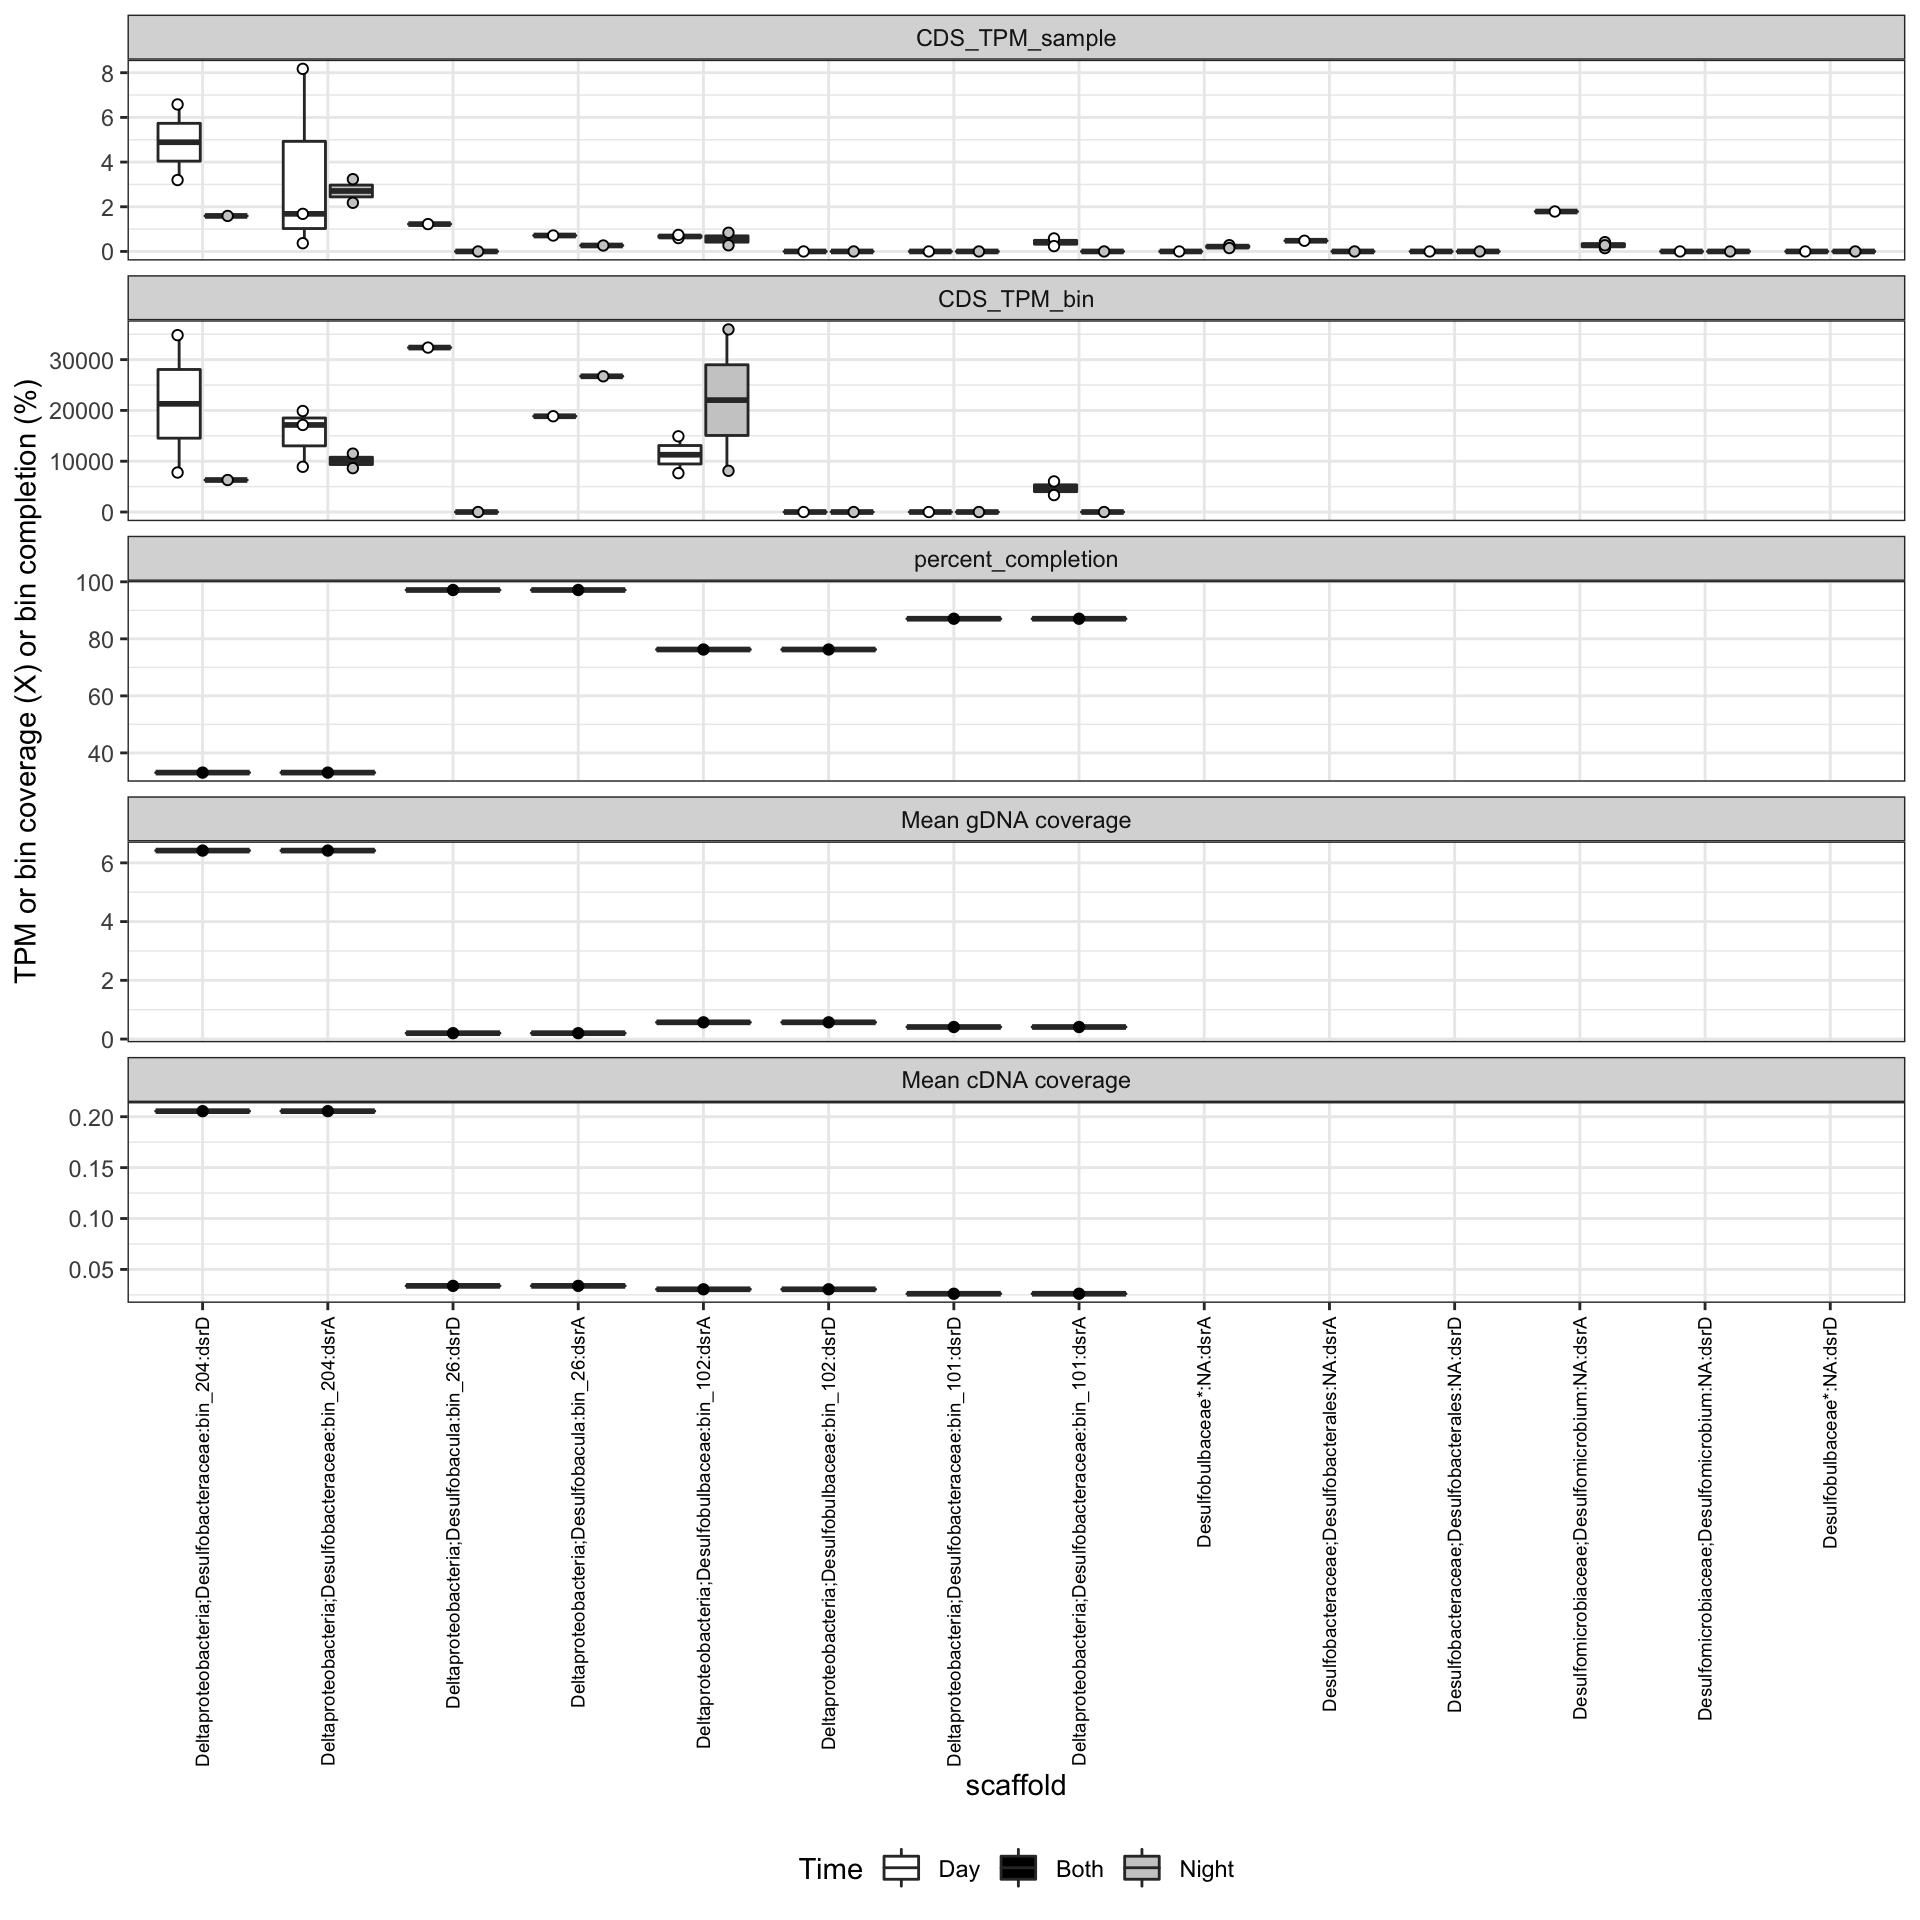 CDS_TPM_sample
8
6
4
2
0
CDS_TPM_bin
30000
20000
10000
0
percent_completion
100
80
60
40
Mean gDNA coverage
6
4
2
0
Mean cDNA coverage
0.20
0.15
0.10
0.05
TPM or bin coverage (X) or bin completion (%)
Deltaproteobacteria;Desulfobacteraceae:bin_204:dsrD
Deltaproteobacteria;Desulfobacteraceae:bin_204:dsrA
Deltaproteobacteria;Desulfobacula:bin_26:dsrD
Deltaproteobacteria;Desulfobacula:bin_26:dsrA
Deltaproteobacteria;Desulfobulbaceae:bin_102:dsrA
Deltaproteobacteria;Desulfobulbaceae:bin_102:dsrD
Deltaproteobacteria;Desulfobacteraceae:bin_101:dsrD
Deltaproteobacteria;Desulfobacteraceae:bin_101:dsrA
Desulfobulbaceae*:NA:dsrA
Desulfobacteraceae;Desulfobacterales:NA:dsrA
Desulfobacteraceae;Desulfobacterales:NA:dsrD
Desulfomicrobiaceae;Desulfomicrobium:NA:dsrA
Desulfomicrobiaceae;Desulfomicrobium:NA:dsrD
Desulfobulbaceae*:NA:dsrD
scaffold
Time Day Both Night